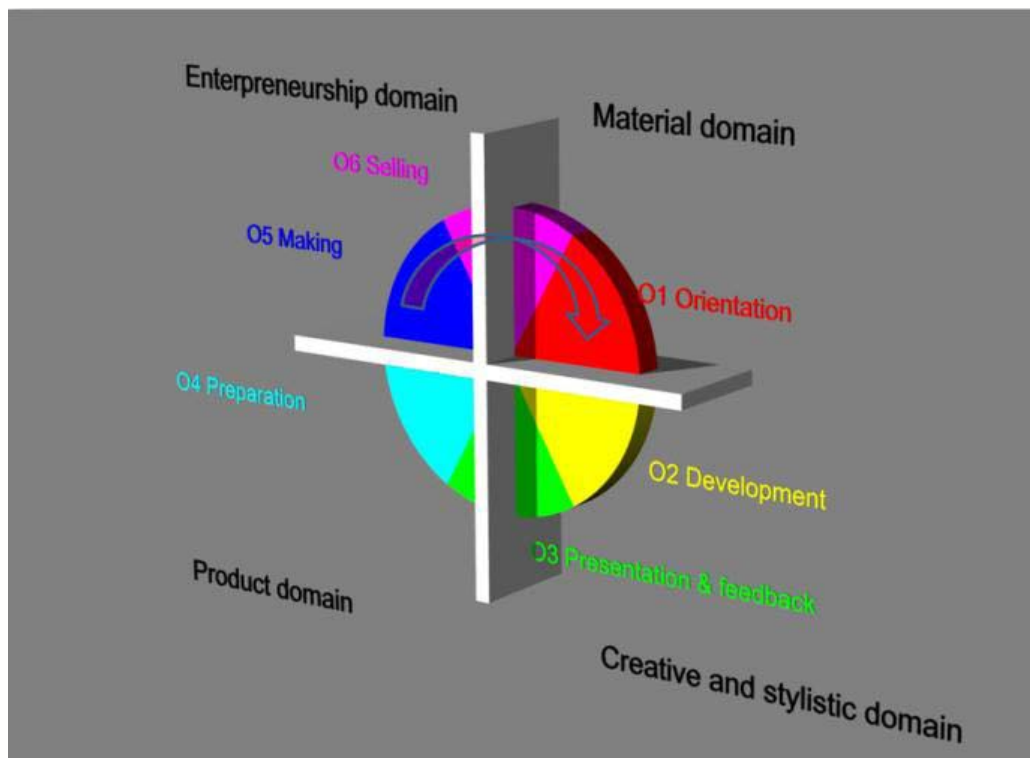 Enterpreneurship domain
Material domain
O6 Selling
O5 Making
O1 Orientation
O4 Preparation
O2 Development
O3 Presentation & feedback
Product domain
Creative and stylistic domain